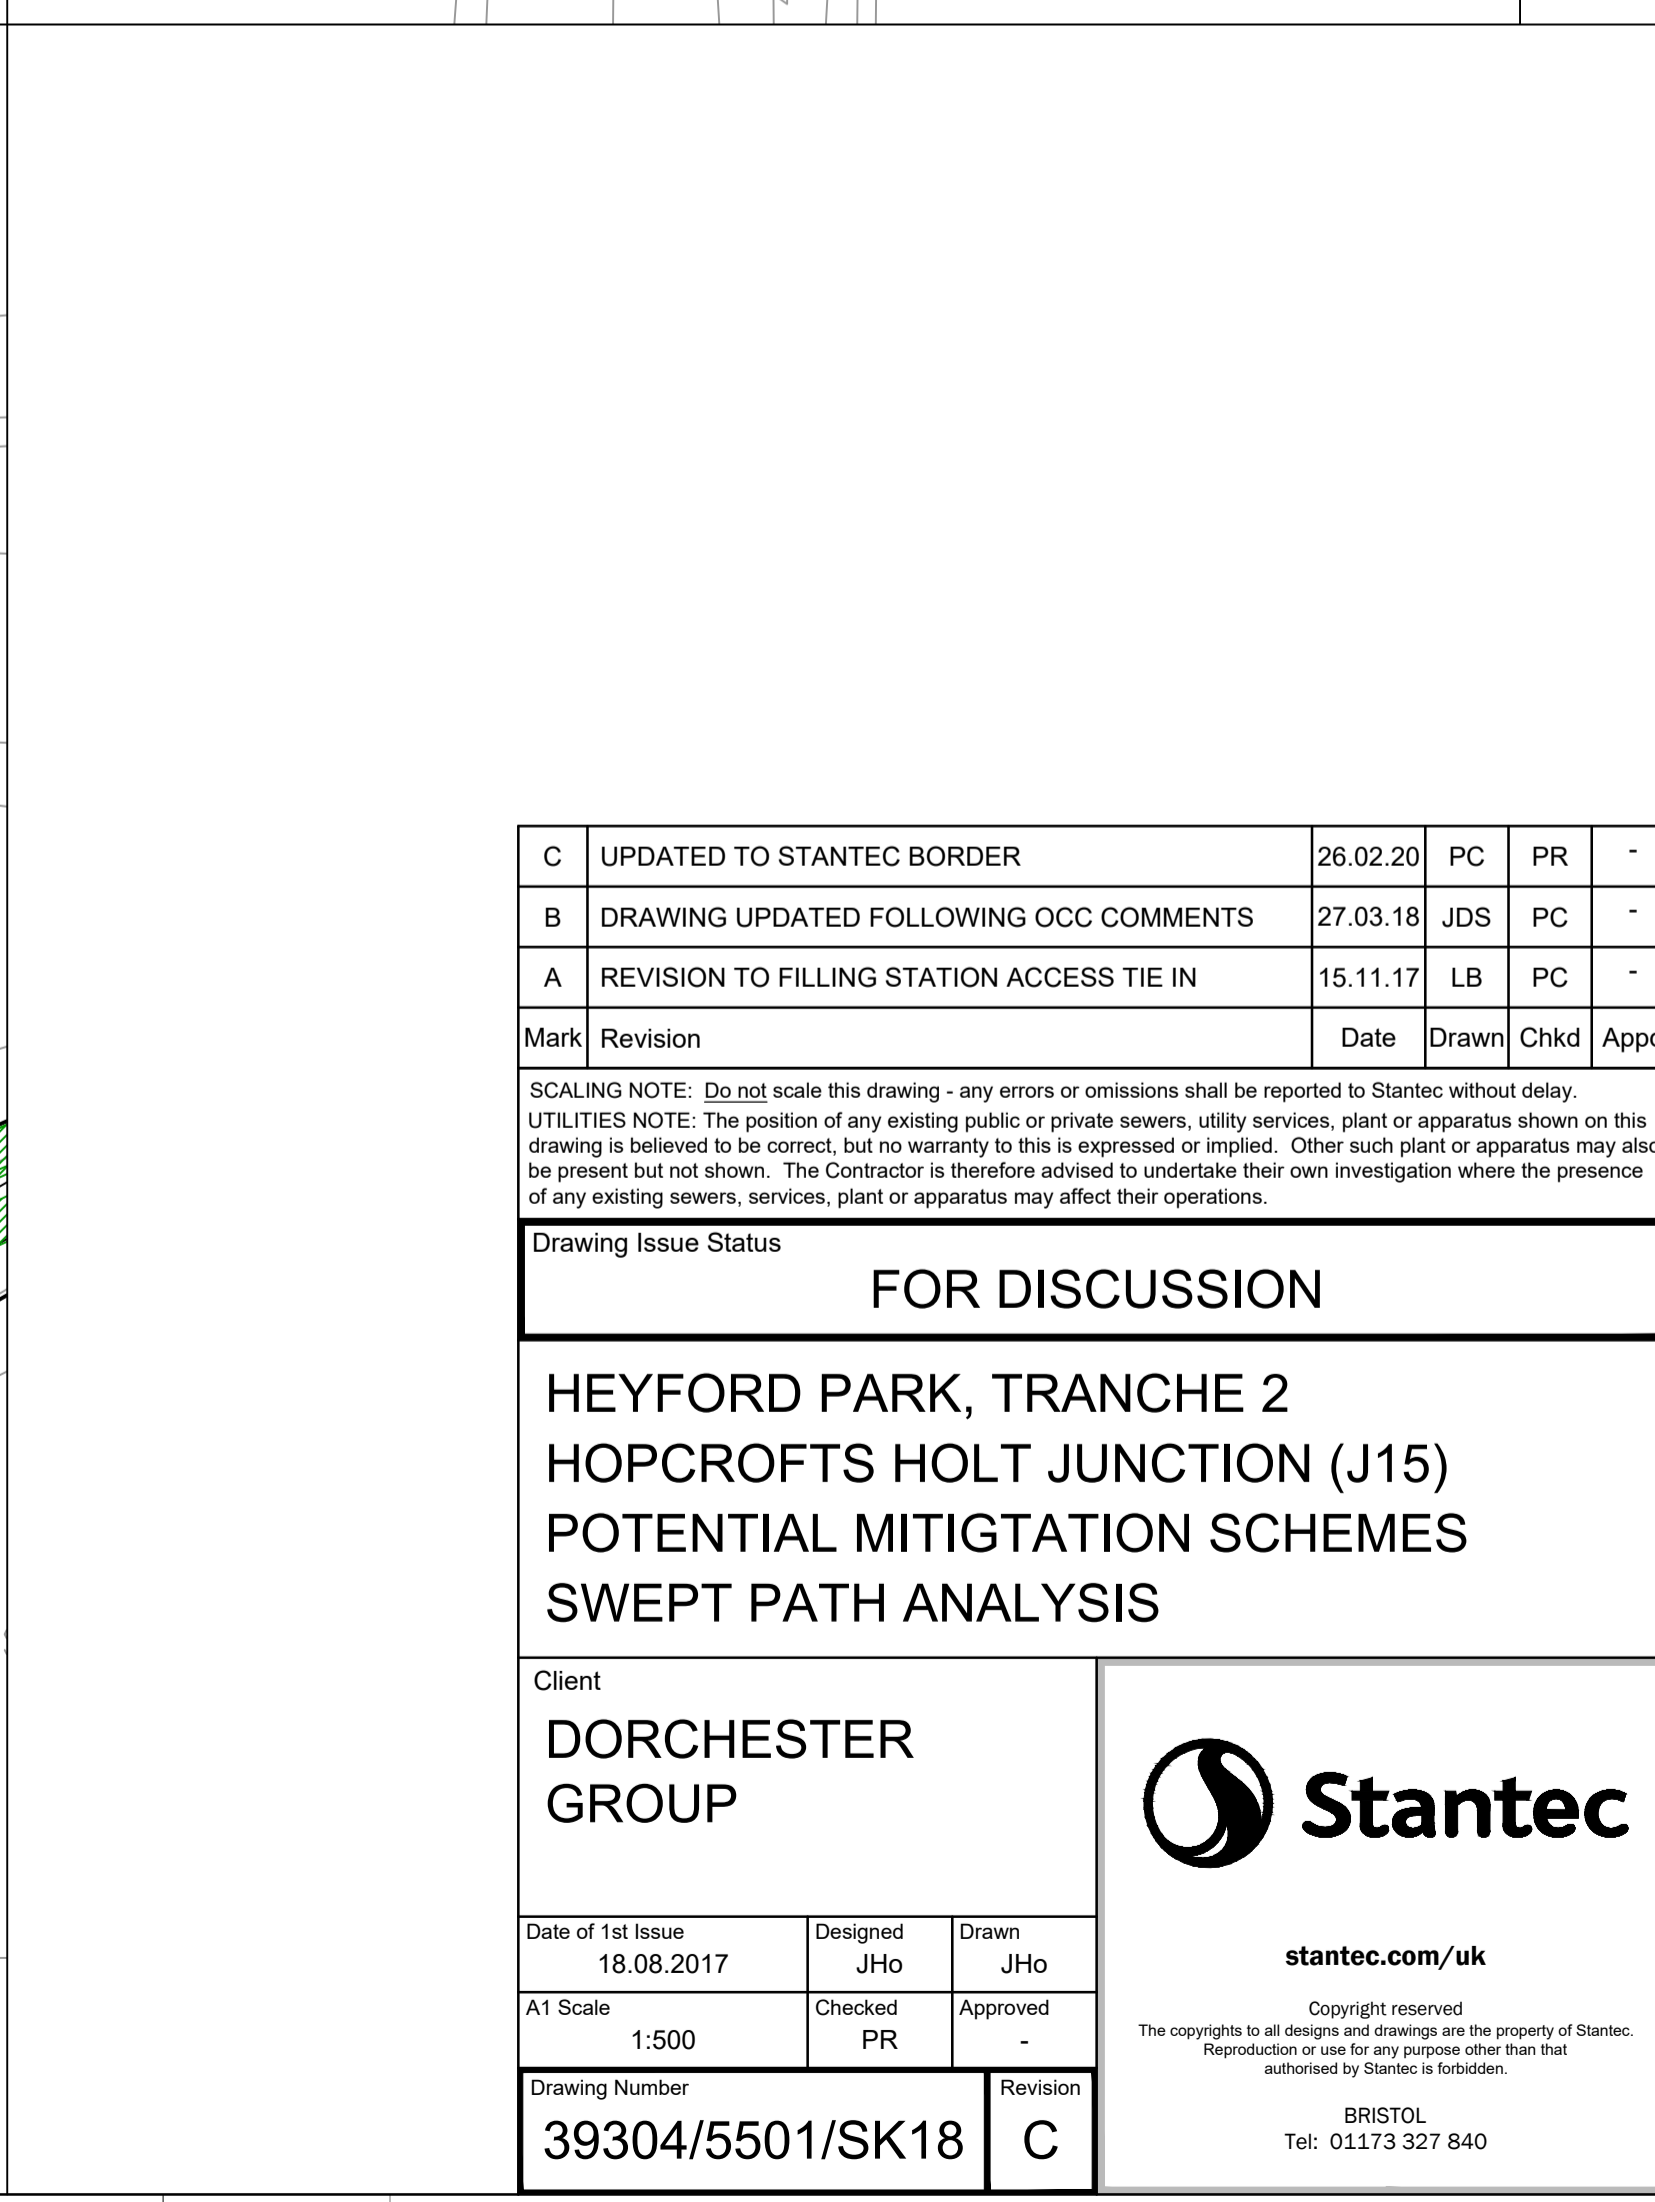 C UPDATED TO STANTEC BORDER 26.02.20 PC PR -
B DRAWING UPDATED FOLLOWING OCC COMMENTS 27.03.18 JDS PC -
A REVISION TO FILLING STATION ACCESS TIE IN 15.11.17 LB PC -
Mark Revision Date Drawn Chkd
SCALING NOTE: Do not scale this drawing - any errors or omissions shall be reported to Stantec without delay.
UTILITIES NOTE: The position of any existing public or private sewers, utility services, plant or apparatus shown on this
drawing is believed to be correct, but no warranty to this is expressed or implied. Other such plant or apparatus may also
be present but not shown. The Contractor is therefore advised to undertake their own investigation where the presence
of any existing sewers, services, plant or apparatus may affect their operations.
Drawing Issue Status
FOR DISCUSSION
HEYFORD PARK, TRANCHE 2
HOPCROFTS HOLT JUNCTION (J15)
POTENTIAL MITIGTATION SCHEMES
SWEPT PATH ANALYSIS
Client
DORCHESTER
GROUP
Date of 1st Issue Designed Drawn
18.08.2017 JHo JHo
A1 Scale Checked Approved
1:500 PR -
Drawing Number Revision
39304/5501/SK18 C
Stantec
stantec.com/uk
Copyright reserved
The copyrights to all designs and drawings are the property of Stantec.
Reproduction or use for any purpose other than that
authorised by Stantec is forbidden.
BRISTOL
Tel: 01173 327 840